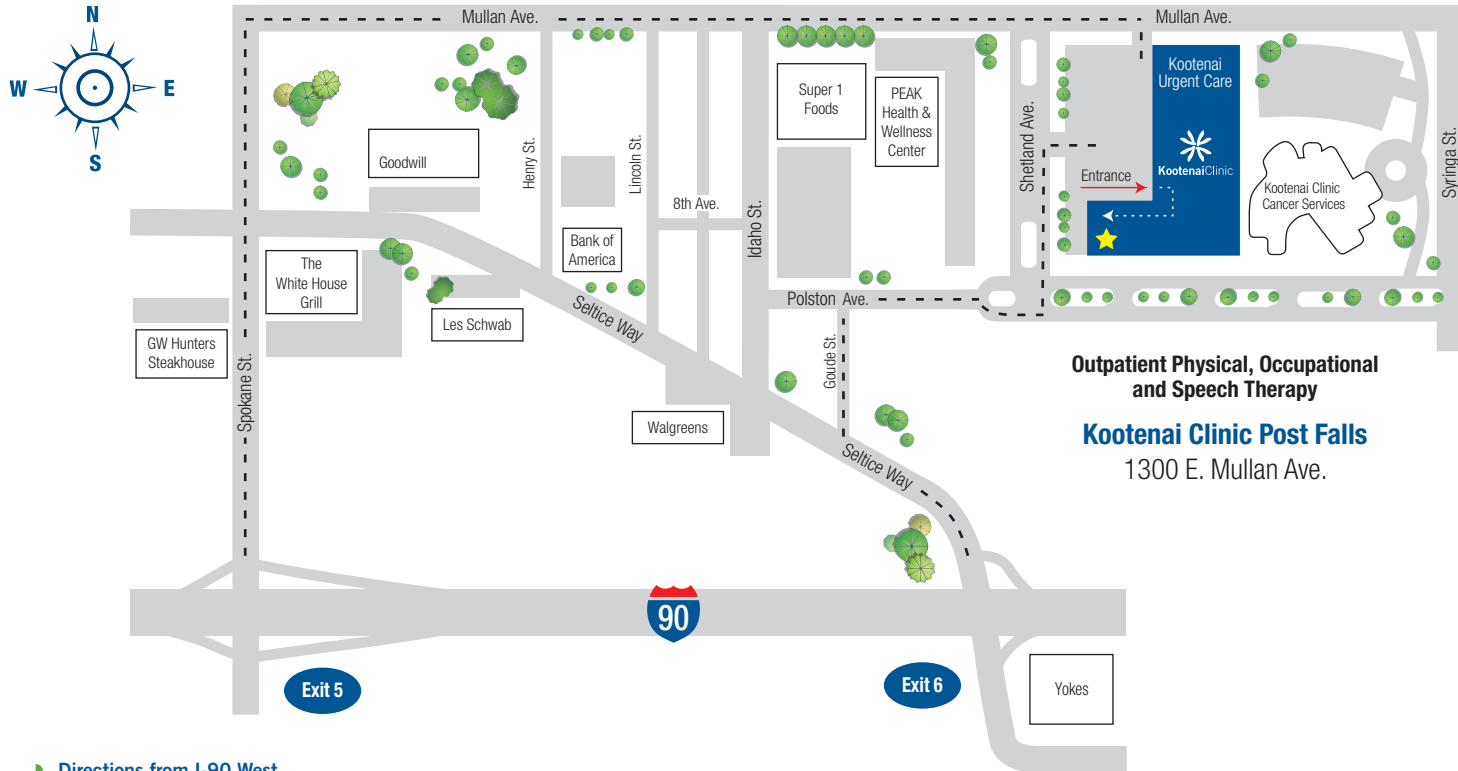 Mullan Ave.
Mullan Ave.
N
W
E
S
Kootenai
Urgent Care
KootenaiClinic
Super 1
Foods
PEAK
Health &
Wellness
Center
Goodwill
Henry St.
Lincoln St.
8th Ave.
Idaho St.
Shetland Ave.
Entrance
Kootenai Clinic
Cancer Services
Syringa St.
Bank of
America
The
White House
Grill
Les Schwab
Seltice Way
Polston Ave.
GW Hunters
Steakhouse
Spokane St.
Goude St.
Walgreens
Seltice Way
Outpatient Physical, Occupational
and Speech Therapy
Kootenai Clinic Post Falls
1300 E. Mullan Ave.
90
Exit 5
Exit 6
Yokes
Directions from I-90 West